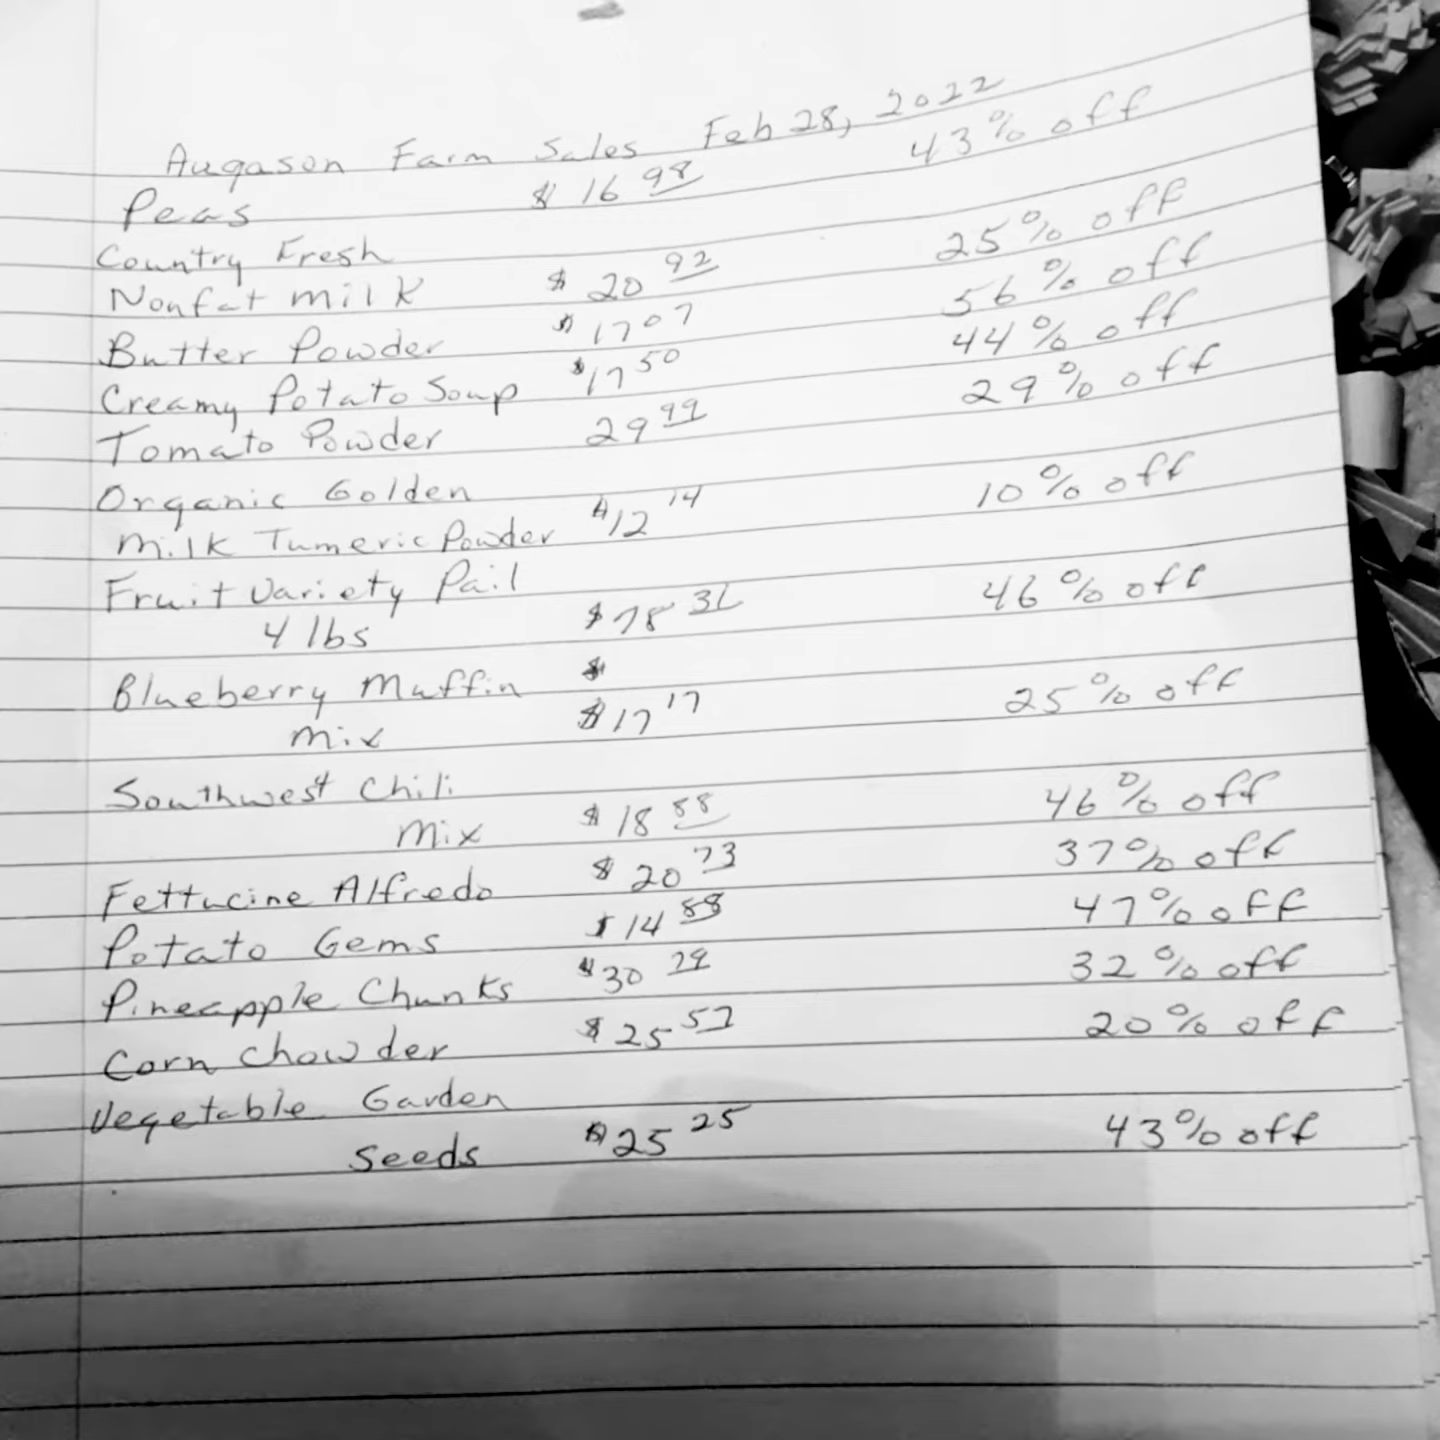 Augason Farm Sales Feb 28, 2022
Peas $16 98 43% off
Country Fresh
Nonfat milk $20 92 25% off
Butter Powder $17 07 56% off
Creamy Potato Soup $17 50 44% off
Tomato Powder 29 99 29% off
Organic Golden
Milk Tumeric Powder $12 14 10% off
Fruit Variety Pail
4 lbs 46% off
Blueberry Muffin $
Mix $17 17 25% off
Southwest Chili
Mix $18 88 46% off
Fettucine Alfredo $20 73 37% off
Potato Gems $14 88 47% off
Pineapple Chunks $30 29 32% off
Corn Chowder $25 57 20% off
Vegetable Garden
Seeds $25 25 43% off